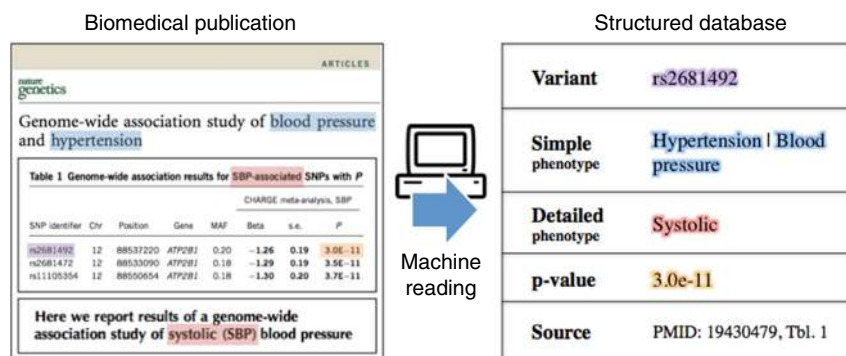 Biomedical publication
ARTICLES
nature
genetics
Genome-wide association study of blood pressure
and hypertension
Table 1 Genome-wide association results for SBP-associated SNPs with P
CHARGE meta-analysis, SBP
SNP identifier Chr Position Gene MAF Beta s.e. P
rs2681492 12 88537220 ATP2B1 0.20 −1.26 0.19 3.0E−11
rs2681472 12 88533090 ATP2B1 0.18 −1.29 0.19 3.5E−11
rs11105354 12 88550654 ATP2B1 0.18 −1.30 0.20 3.7E−11
Here we report results of a genome-wide
association study of systolic (SBP) blood pressure
Machine
reading
Structured database
Variant rs2681492
Simple Hypertension | Blood
phenotype pressure
Detailed Systolic
phenotype
p-value 3.0e-11
Source PMID: 19430479, Tbl. 1